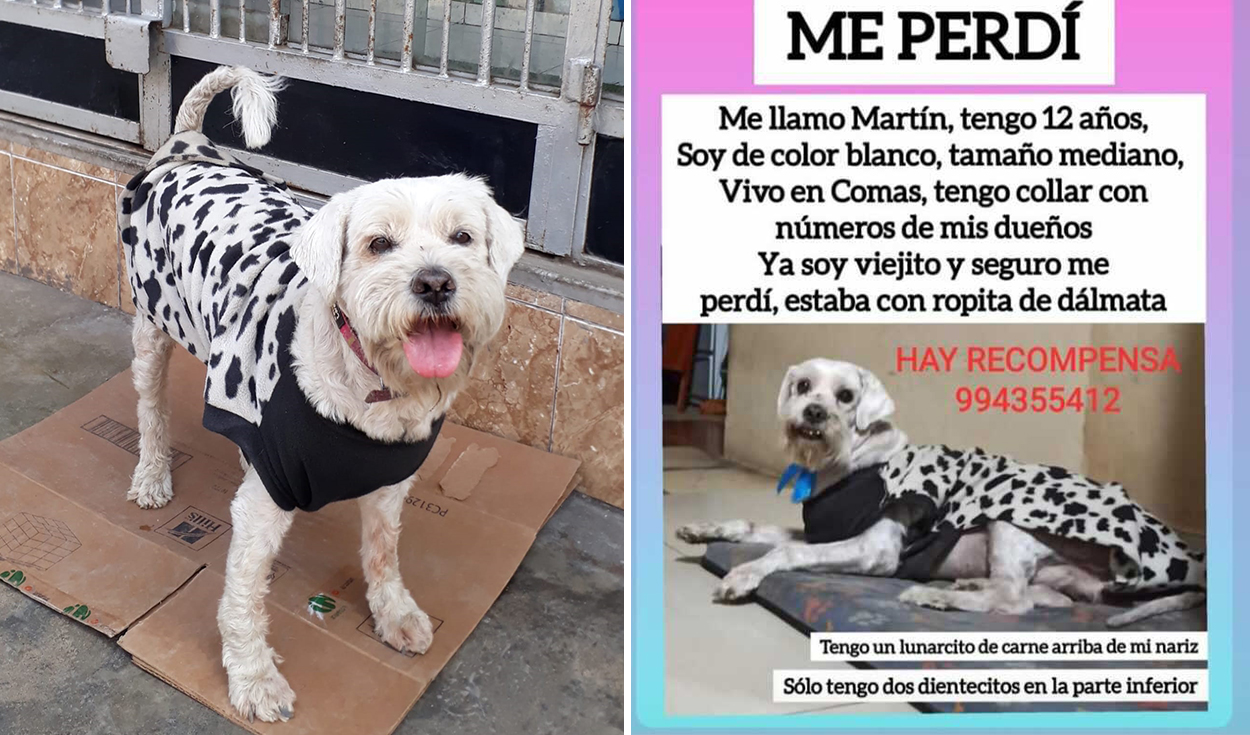 ME PERDÍ
Me llamo Martín, tengo 12 años,
Soy de color blanco, tamaño mediano,
Vivo en Comas, tengo collar con
números de mis dueños
Ya soy viejito y seguro me
perdí, estaba con ropita de dálmata
HAY RECOMPENSA
994355412
Tengo un lunarcito de carne arriba de mi nariz
Sólo tengo dos dientecitos en la parte inferior
Hills
PC3129